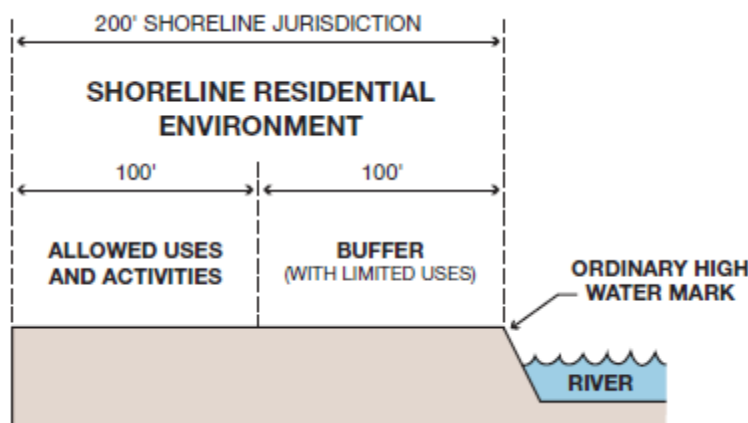 200' SHORELINE JURISDICTION
SHORELINE RESIDENTIAL
ENVIRONMENT
100'
100'
ALLOWED USES
AND ACTIVITIES
BUFFER
(WITH LIMITED USES)
ORDINARY HIGH
WATER MARK
RIVER